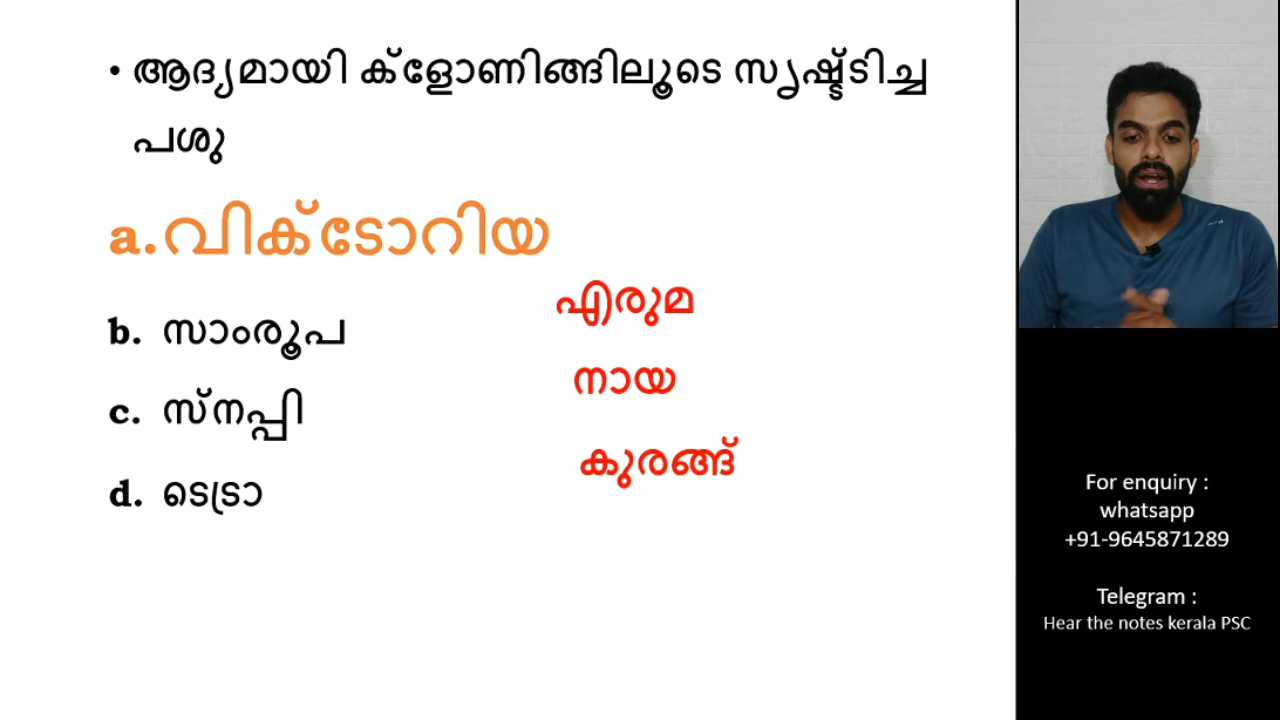 • ആദ്യമായി ക്ളോണിങ്ങിലൂടെ സൃഷ്ട്ടിച്ച
പശു
a. വിക്ടോറിയ
എരുമ
b. സാംരൂപ
നായ
c. സ്നപ്പി
കുരങ്ങ്
d. ടെട്രാ
For enquiry :
whatsapp
+91-9645871289
Telegram :
Hear the notes kerala PSC